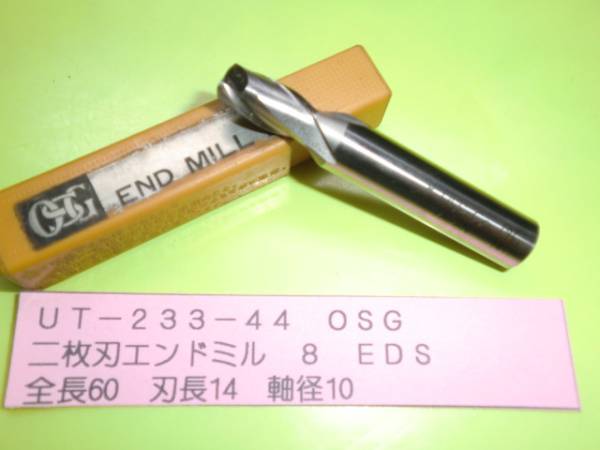 OSG
END MILL
UT-233-44 OSG
二枚刃エンドミル 8 EDS
全長60 刃長14 軸径10